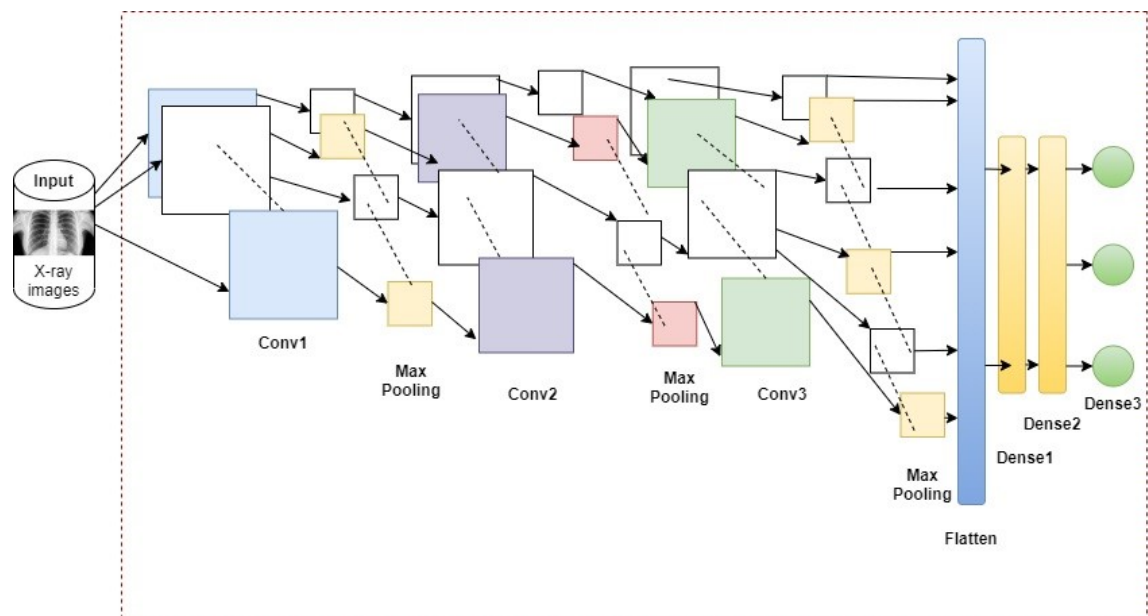 Input
X-ray
images
Conv1
Max
Pooling
Conv2
Max
Pooling
Conv3
Max
Pooling
Flatten
Dense1
Dense2
Dense3